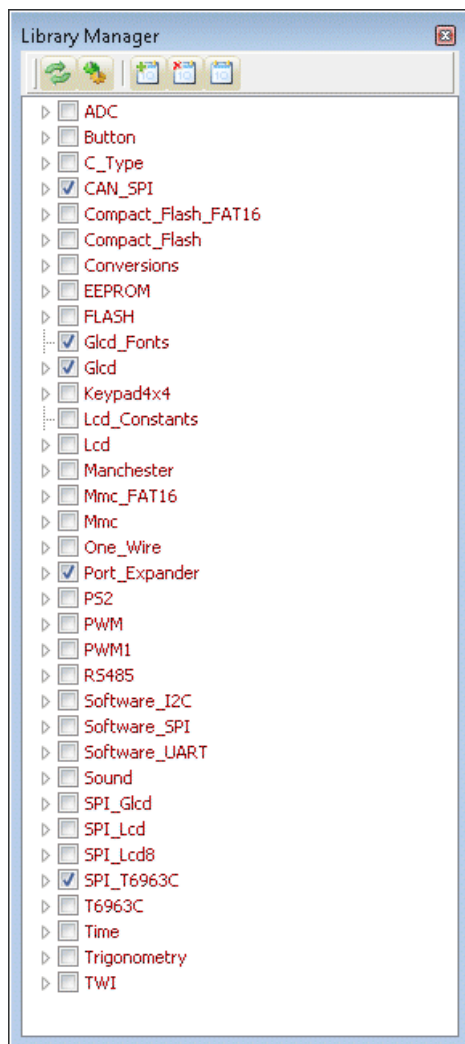 Library Manager
ADC
Button
C_Type
CAN_SPI
Compact_Flash_FAT16
Compact_Flash
Conversions
EEPROM
FLASH
Glcd_Fonts
Glcd
Keypad4x4
Lcd_Constants
Lcd
Manchester
Mmc_FAT16
Mmc
One_Wire
Port_Expander
PS2
PWM
PWM1
RS485
Software_I2C
Software_SPI
Software_UART
Sound
SPI_Glcd
SPI_Lcd
SPI_Lcd8
SPI_T6963C
T6963C
Time
Trigonometry
TWI